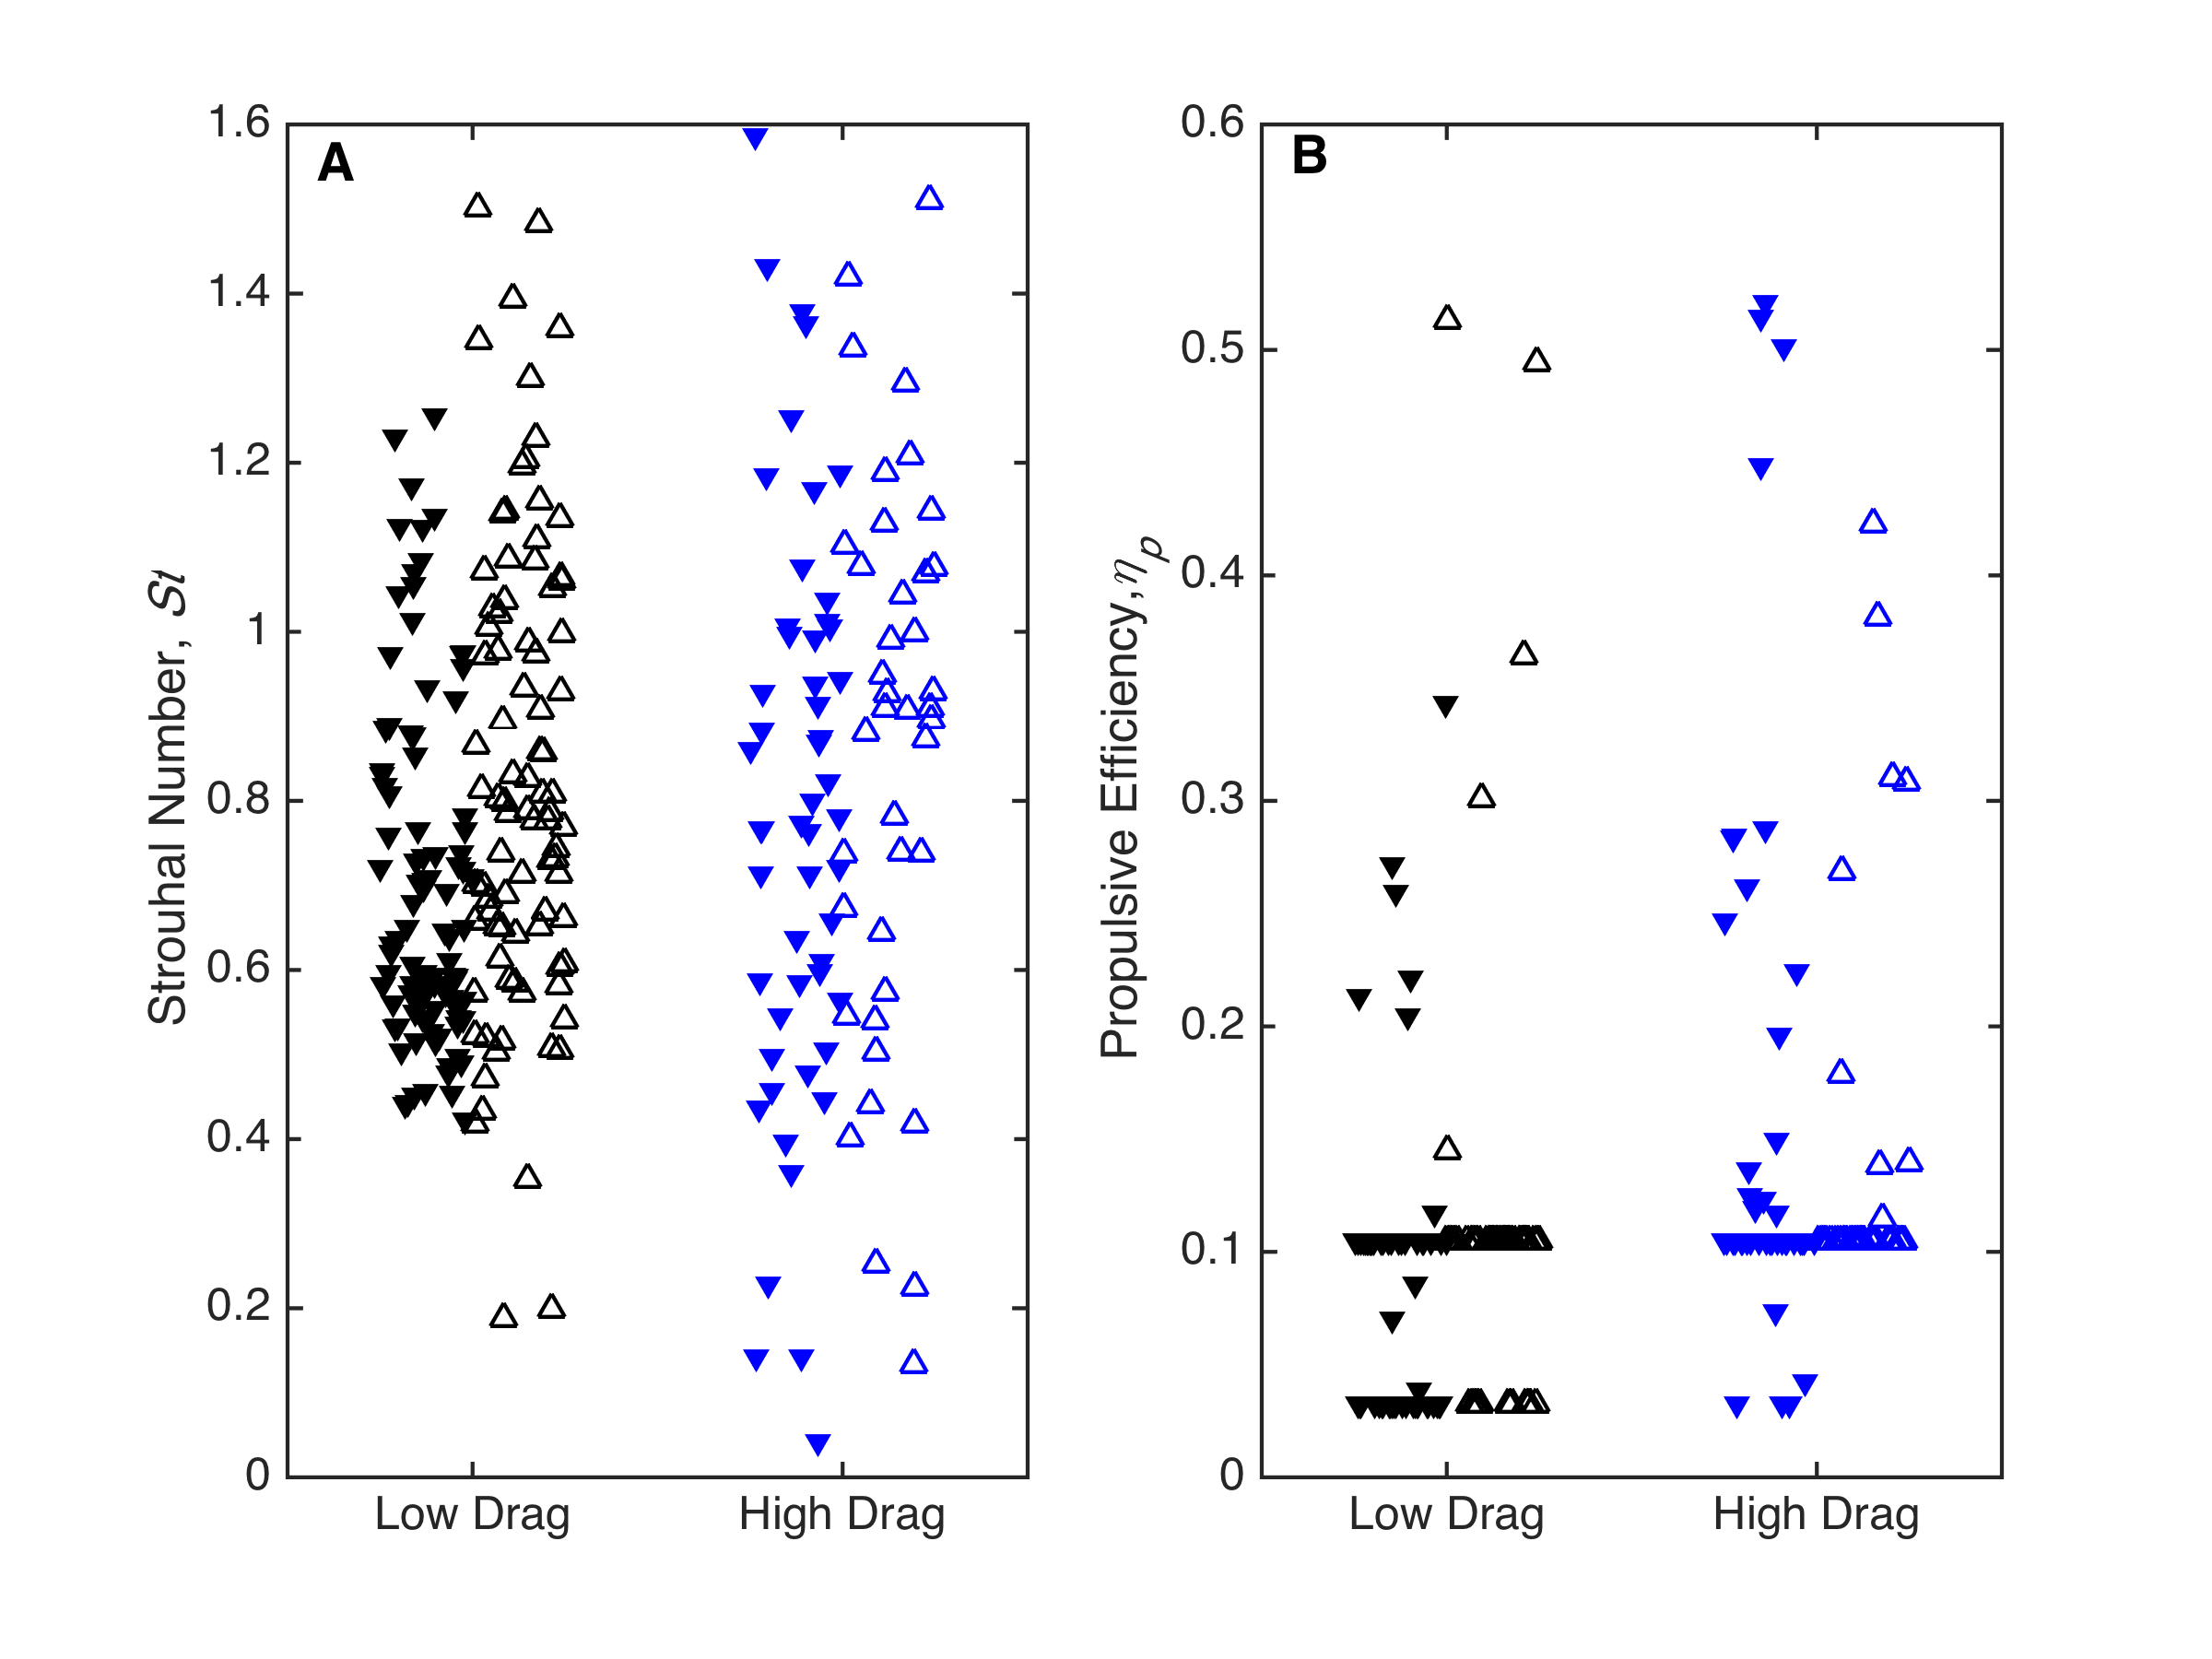 A
1.6
1.4
1.2
1
0.8
0.6
0.4
0.2
0
Strouhal Number, St
Low Drag
High Drag
B
0.6
0.5
0.4
0.3
0.2
0.1
0
Propulsive Efficiency, ηp
Low Drag
High Drag